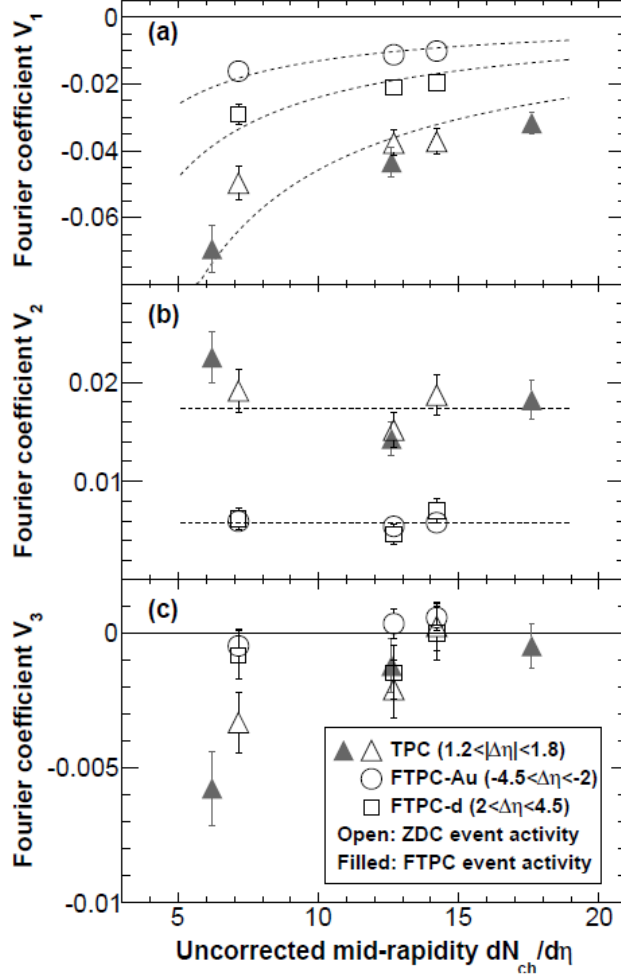 0
(a)
-0.02
-0.04
-0.06
Fourier coefficient V1
(b)
0.02
0.01
Fourier coefficient V2
(c)
0
-0.005
-0.01
Fourier coefficient V3
TPC (1.2<|Δη|<1.8)
FTPC-Au (-4.5<Δη<-2)
FTPC-d (2<Δη<4.5)
Open: ZDC event activity
Filled: FTPC event activity
5 10 15 20
Uncorrected mid-rapidity dNch/dη